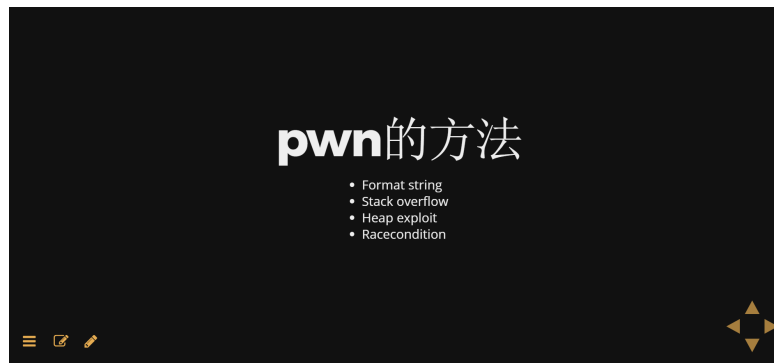 pwn的方法
Format string
Stack overflow
Heap exploit
Racecondition